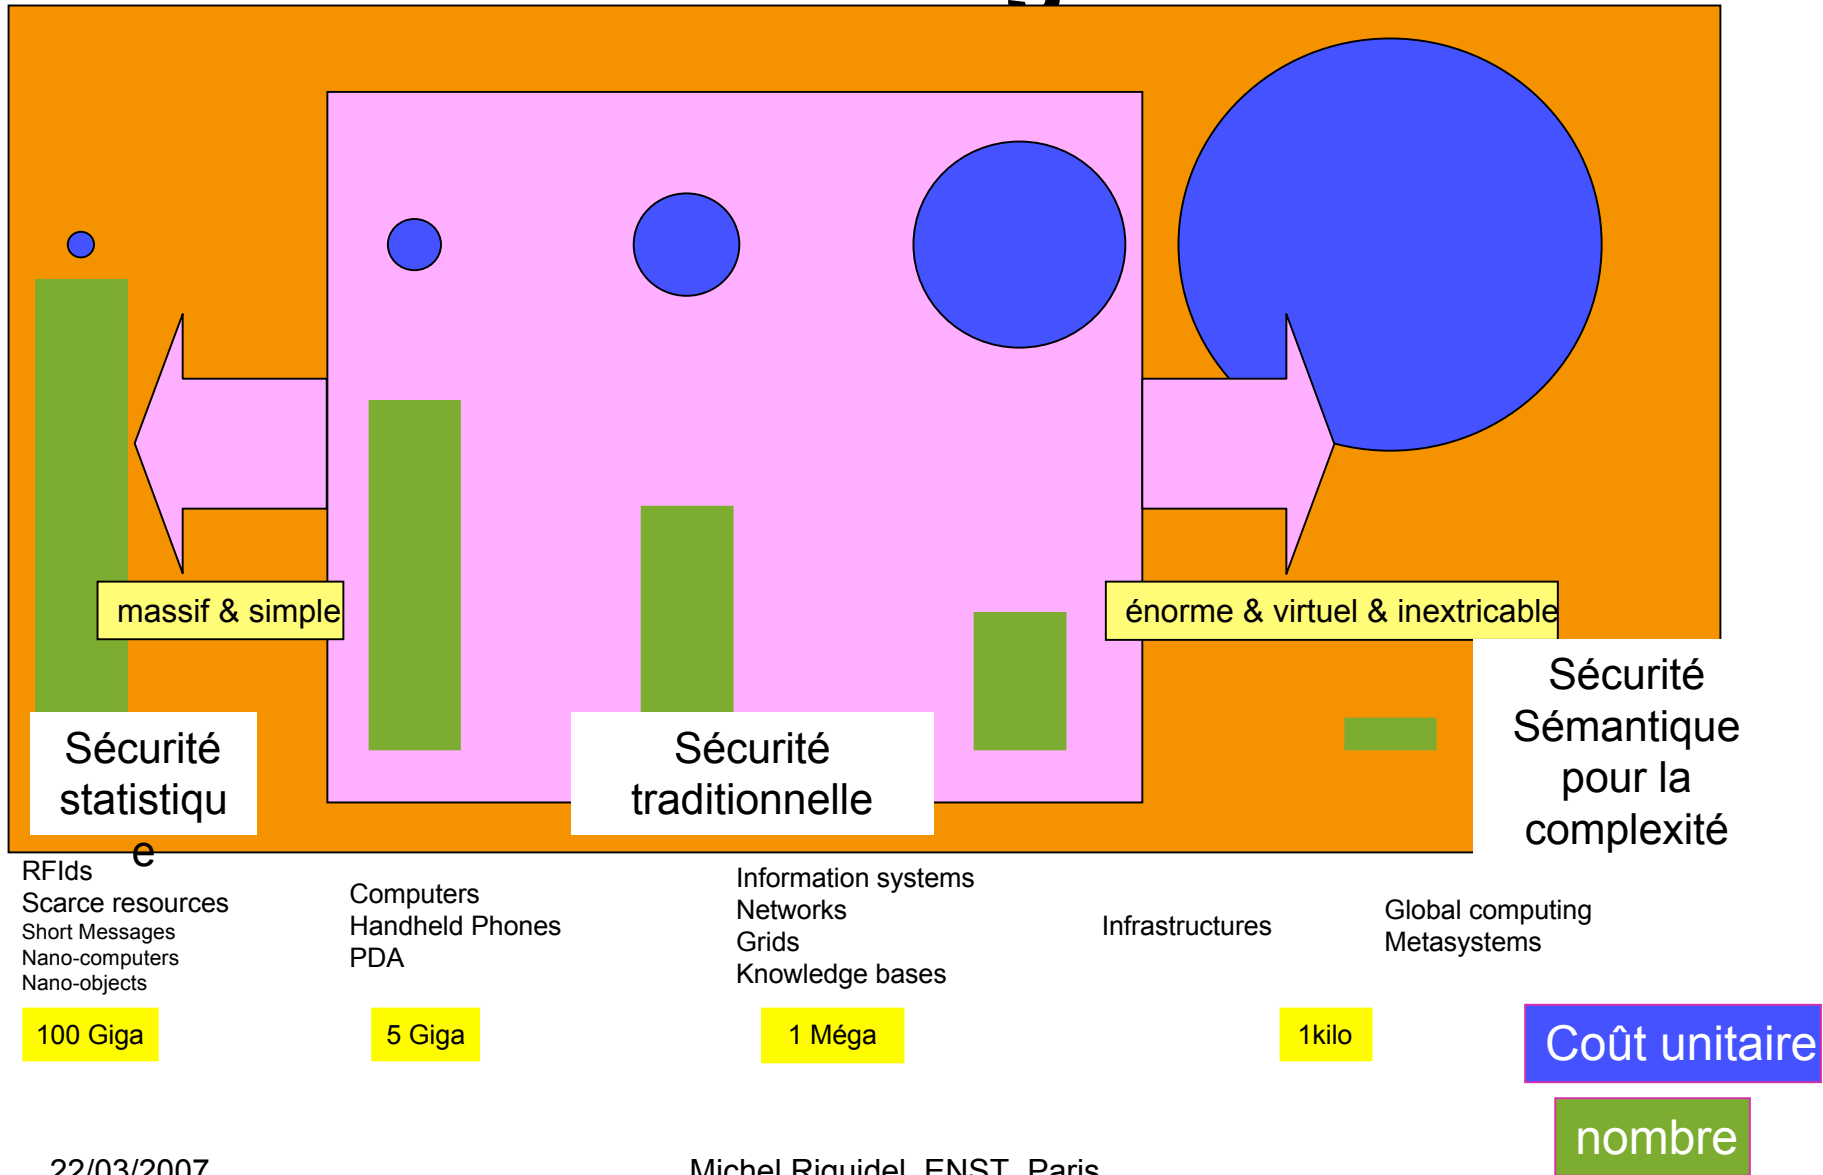 massif & simple
énorme & virtuel & inextricable
Sécurité
statistiqu
e
Sécurité
traditionnelle
Sécurité
Sémantique
pour la
complexité
RFIds
Scarce resources
Short Messages
Nano-computers
Nano-objects
Computers
Handheld Phones
PDA
Information systems
Networks
Grids
Knowledge bases
Infrastructures
Global computing
Metasystems
100 Giga
5 Giga
1 Méga
1kilo
Coût unitaire
nombre
22/03/2007
Michel Riguidel ENST Paris